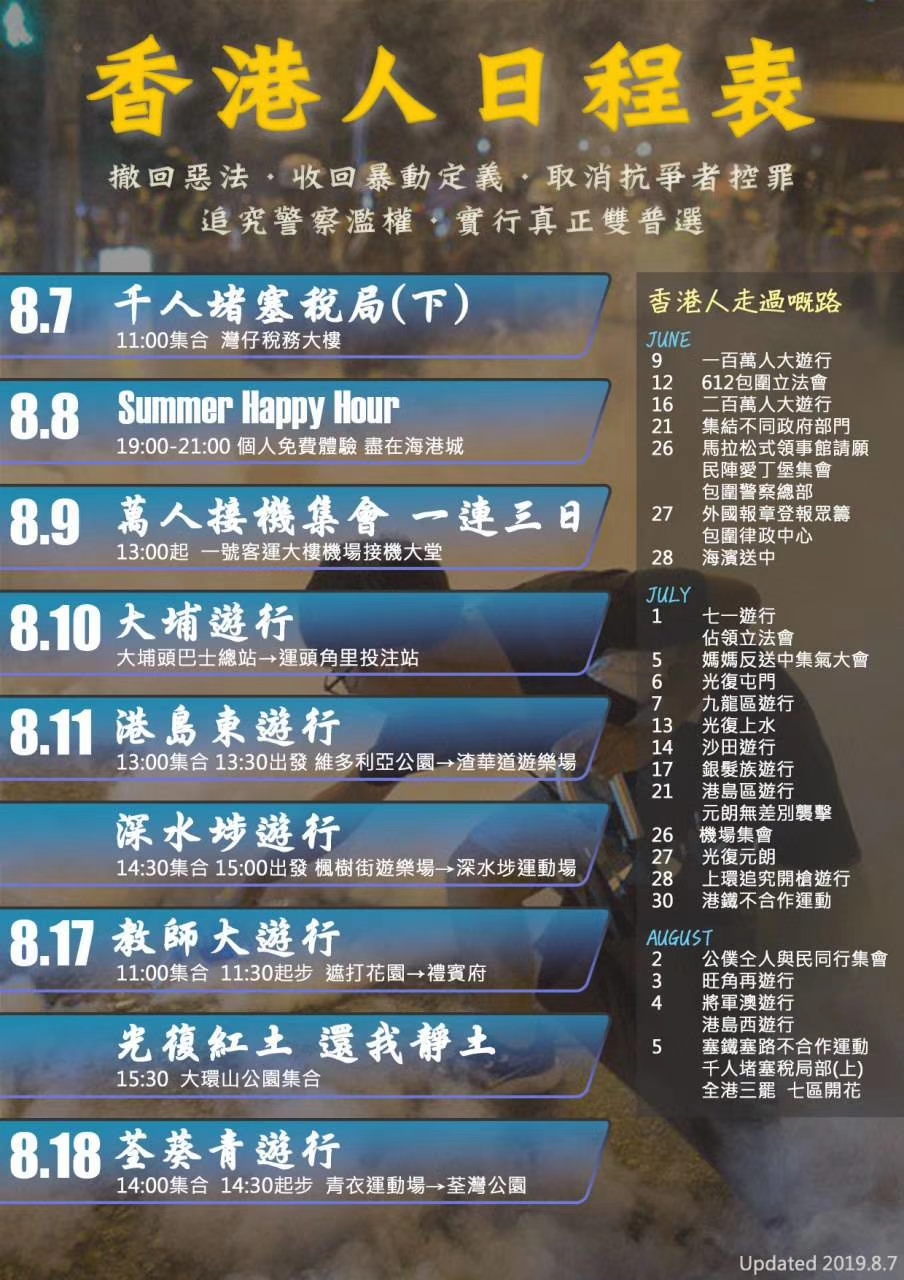 香港人日程表
撤回惡法·收回暴動定義·取消抗爭者控罪
追究警察濫權·實行真正雙普選
8.7 千人堵塞稅局(下)
11:00集合 灣仔稅務大樓
8.8 Summer Happy Hour
19:00-21:00 個人免費體驗 盡在海港城
8.9 萬人接機集會 一連三日
13:00起 一號客運大樓機場接機大堂
8.10 大埔遊行
大埔頭巴士總站→運頭角里投注站
8.11 港島東遊行
13:00集合 13:30出發 維多利亞公園→渣華道遊樂場
深水埗遊行
14:30集合 15:00出發 楓樹街遊樂場→深水埗運動場
8.17 教師大遊行
11:00集合 11:30起步 遮打花園→禮賓府
光復紅土 還我靜土
15:30 大環山公園集合
8.18 荃葵青遊行
14:00集合 14:30起步 青衣運動場→荃灣公園
香港人走過嘅路
JUNE
9 一百萬人大遊行
12 612包圍立法會
16 二百萬人大遊行
21 集結不同政府部門
26 馬拉松式領事館請願
民陣愛丁堡集會
包圍警察總部
27 外國報章登報眾籌
包圍律政中心
28 海濱送中
JULY
1 七一遊行
佔領立法會
5 媽媽反送中集氣大會
6 光復屯門
7 九龍區遊行
13 光復上水
14 沙田遊行
17 銀髮族遊行
21 港島區遊行
元朗無差別襲擊
26 機場集會
27 光復元朗
28 上環追究開槍遊行
30 港鐵不合作運動
AUGUST
2 公僕仝人與民同行集會
3 旺角再遊行
4 將軍澳遊行
港島西遊行
5 塞鐵塞路不合作運動
千人堵塞稅局部(上)
全港三罷 七區開花
Updated 2019.8.7